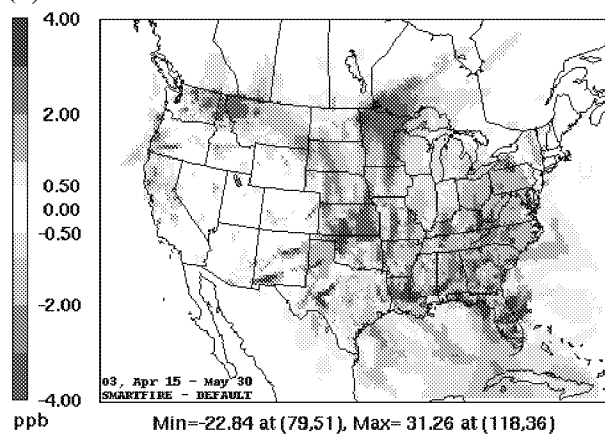 4.00
2.00
0.50
0.00
-0.50
-2.00
-4.00
ppb
03, Apr 15 - May 30
SMARTFIRE - DEFAULT
Min=-22.84 at (79,51), Max= 31.26 at (118,36)